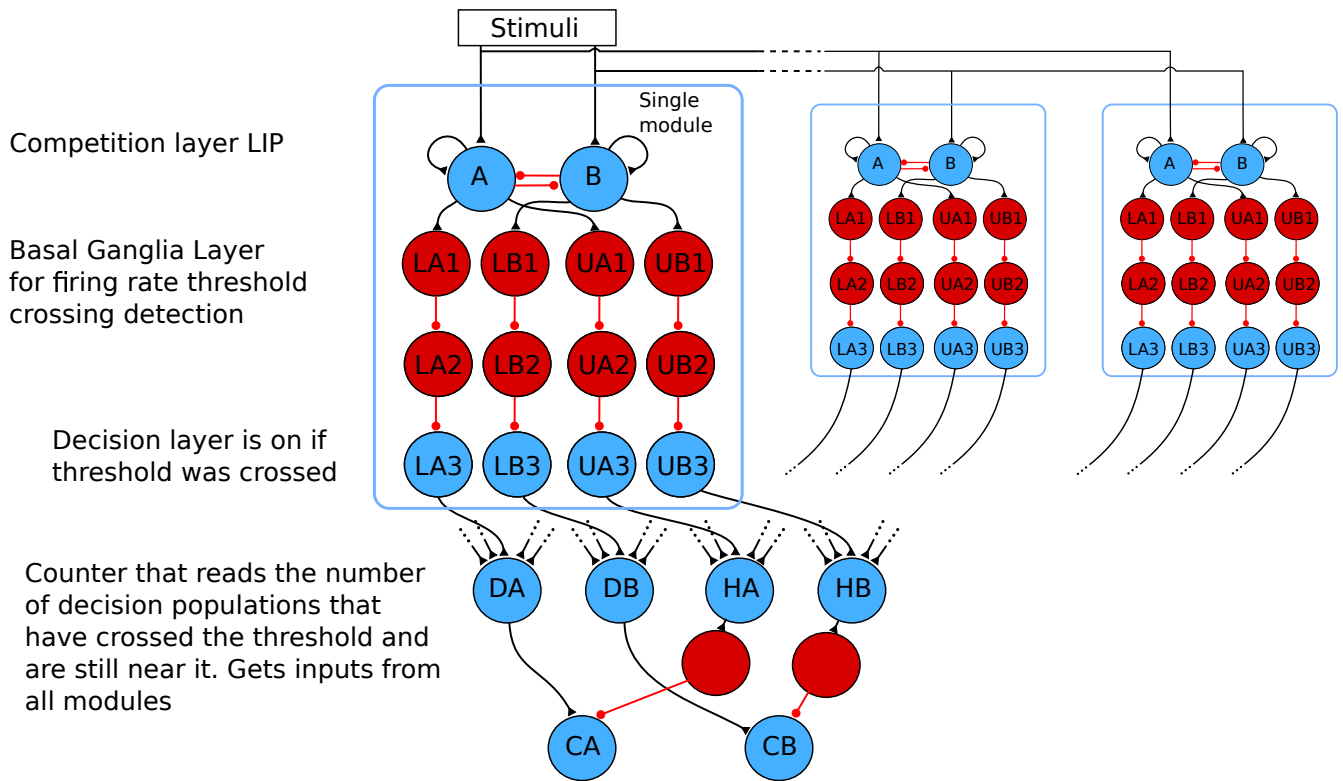 Stimuli
Single
module
Competition layer LIP
A
B
A
B
A
B
Basal Ganglia Layer
for firing rate threshold
crossing detection
LA1 LB1 UA1 UB1
LA1 LB1 UA1 UB1
LA1 LB1 UA1 UB1
LA2 LB2 UA2 UB2
LA2 LB2 UA2 UB2
LA2 LB2 UA2 UB2
Decision layer is on if
threshold was crossed
LA3 LB3 UA3 UB3
LA3 LB3 UA3 UB3
LA3 LB3 UA3 UB3
Counter that reads the number
of decision populations that
have crossed the threshold and
are still near it. Gets inputs from
all modules
DA DB HA HB
CA CB